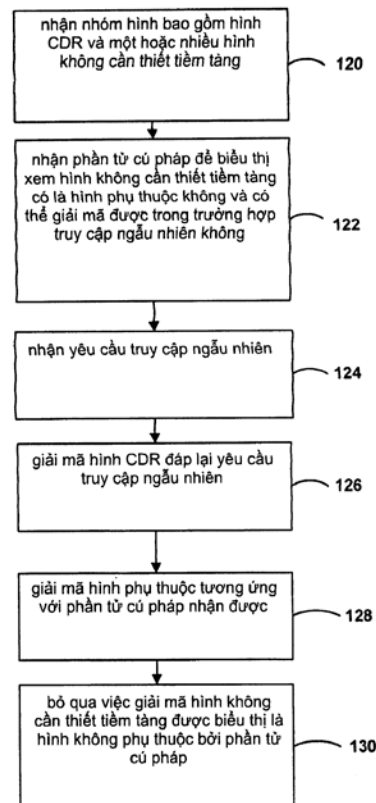 nhận nhóm hình bao gồm hình
CDR và một hoặc nhiều hình
không cần thiết tiềm tàng
120
nhận phần tử cú pháp để biểu thị
xem hình không cần thiết tiềm tàng
có là hình phụ thuộc không và có
thể giải mã được trong trường hợp
truy cập ngẫu nhiên không
122
nhận yêu cầu truy cập ngẫu nhiên
124
giải mã hình CDR đáp lại yêu cầu
truy cập ngẫu nhiên
126
giải mã hình phụ thuộc tương ứng
với phần tử cú pháp nhận được
128
bỏ qua việc giải mã hình không
cần thiết tiềm tàng được biểu thị là
hình không phụ thuộc bởi phần tử
cú pháp
130